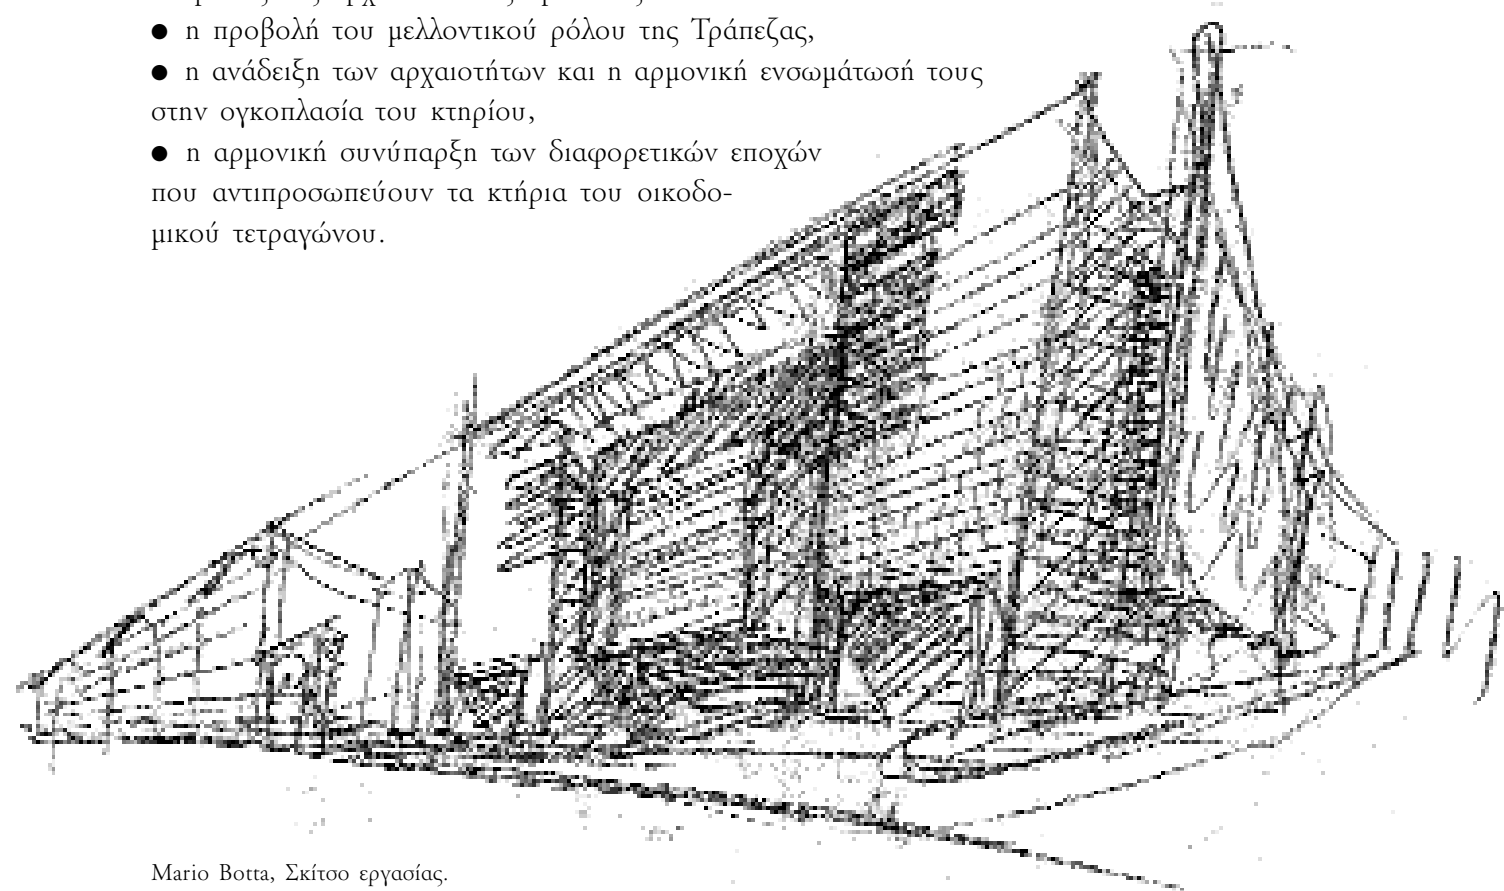 ● η προβολή του μελλοντικού ρόλου της Τράπεζας,
● η ανάδειξη των αρχαιοτήτων και η αρμονική ενσωμάτωσή τους
στην ογκοπλασία του κτηρίου,
● η αρμονική συνύπαρξη των διαφορετικών εποχών
που αντιπροσωπεύουν τα κτήρια του οικοδο-
μικού τετραγώνου.
Mario Botta, Σκίτσο εργασίας.